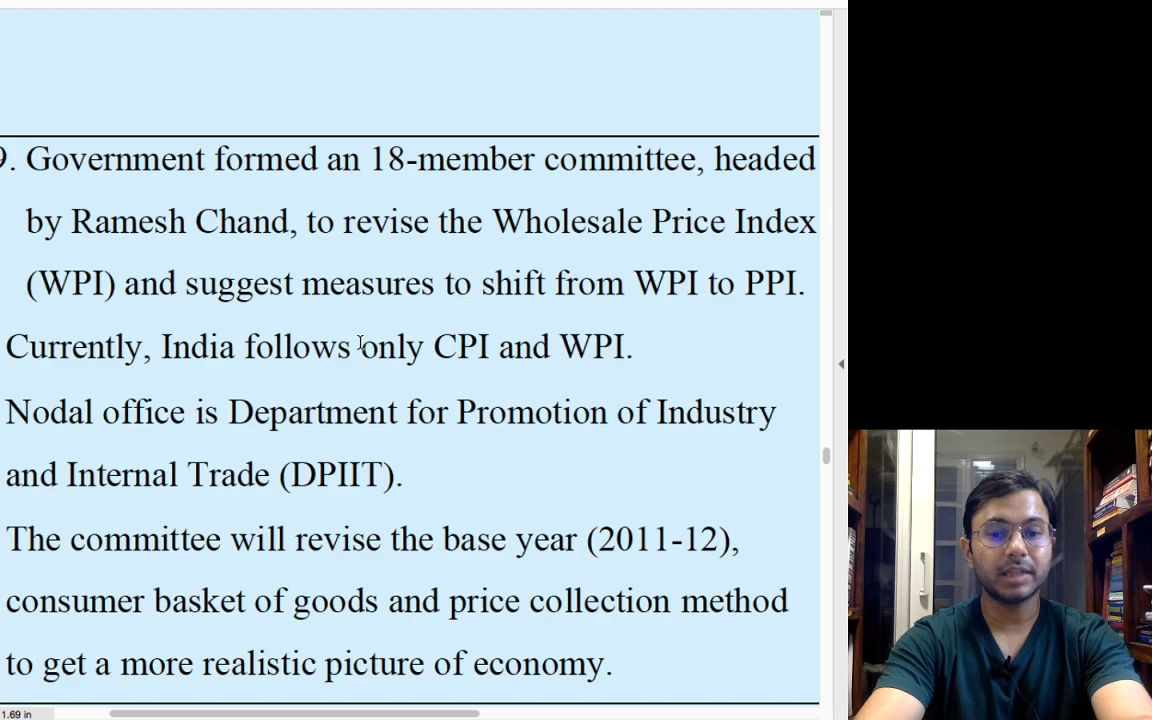 9. Government formed an 18-member committee, headed
by Ramesh Chand, to revise the Wholesale Price Index
(WPI) and suggest measures to shift from WPI to PPI.
Currently, India follows only CPI and WPI.
Nodal office is Department for Promotion of Industry
and Internal Trade (DPIIT).
The committee will revise the base year (2011-12),
consumer basket of goods and price collection method
to get a more realistic picture of economy.
1.69 in